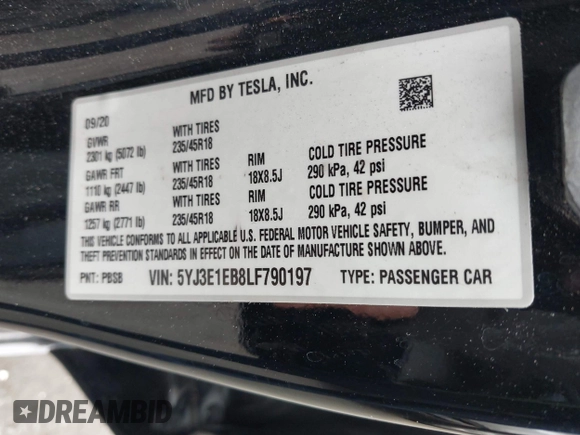 MFD BY TESLA, INC.
09/20
GVWR WITH TIRES
2301 kg (5072 lb) 235/45R18
GAWR FRT WITH TIRES RIM COLD TIRE PRESSURE
1110 kg (2447 lb) 235/45R18 18X8.5J 290 kPa, 42 psi
GAWR RR WITH TIRES RIM COLD TIRE PRESSURE
1257 kg (2771 lb) 235/45R18 18X8.5J 290 kPa, 42 psi
THIS VEHICLE CONFORMS TO ALL APPLICABLE U.S. FEDERAL MOTOR VEHICLE SAFETY, BUMPER, AND
THEFT PREVENTION STANDARDS IN EFFECT ON THE DATE OF MANUFACTURE SHOWN ABOVE.
PNT: PBSB VIN: 5YJ3E1EB8LF790197 TYPE: PASSENGER CAR
DREAMBID